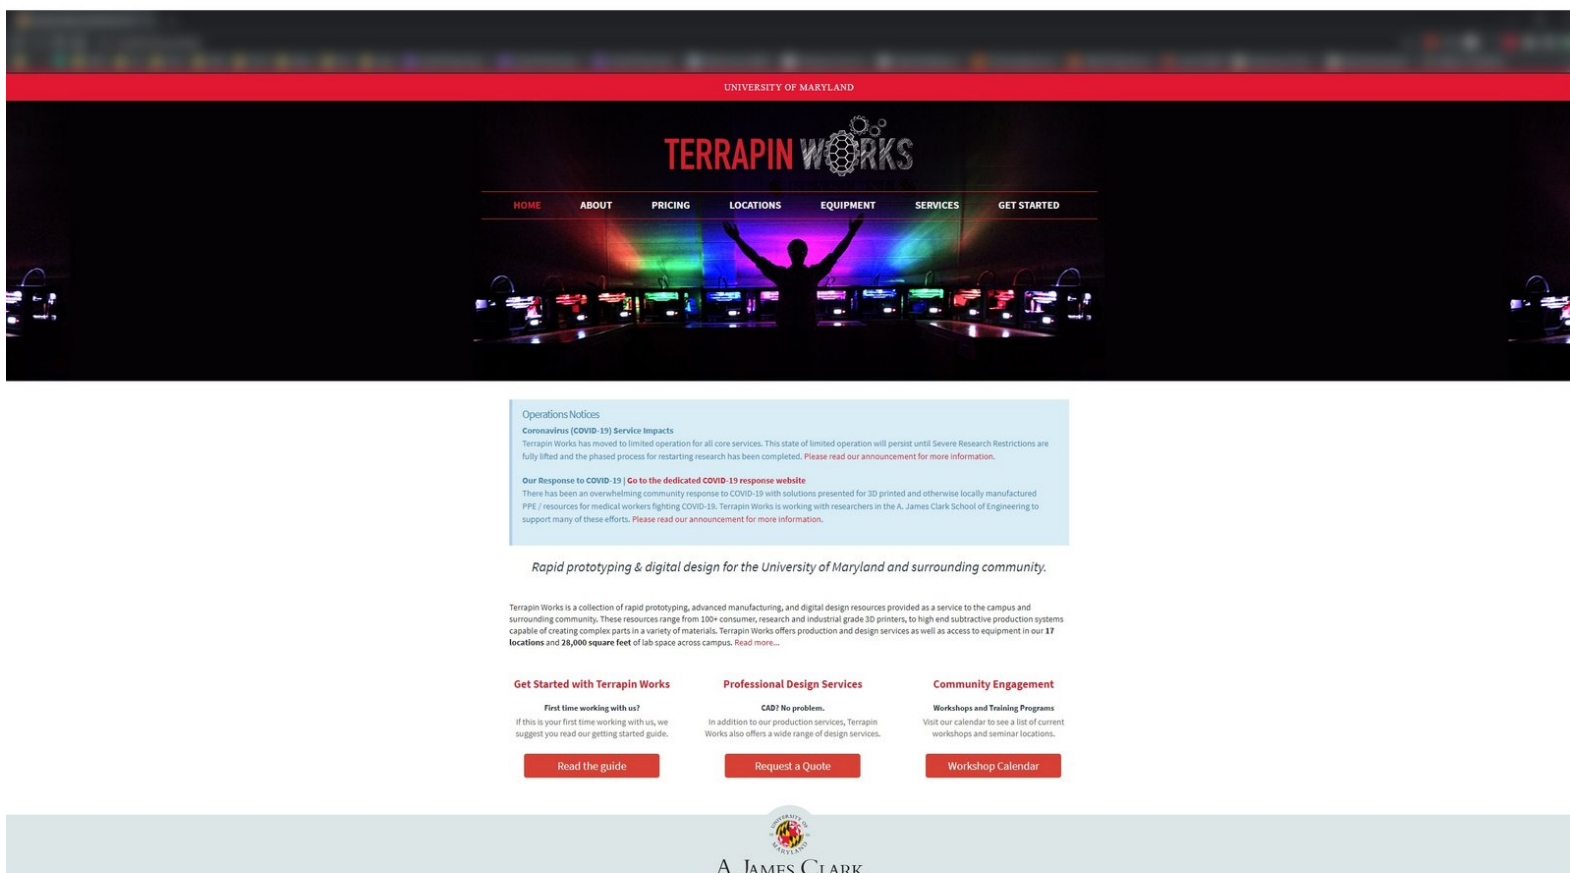 UNIVERSITY OF MARYLAND
TERRAPIN WORKS
HOME ABOUT PRICING LOCATIONS EQUIPMENT SERVICES GET STARTED
Operations Notices
Coronavirus (COVID-19) Service Impacts
Terrapin Works has moved to limited operation for all core services. This state of limited operation will persist until Severe Research Restrictions are
fully lifted and the phased process for restarting research has been completed. Please read our announcement for more information.
Our Response to COVID-19 | Go to the dedicated COVID-19 response website
There has been an overwhelming community response to COVID-19 with solutions presented for 3D printed and otherwise locally manufactured
PPE / resources for medical workers fighting COVID-19. Terrapin Works is working with researchers in the A. James Clark School of Engineering to
support many of these efforts. Please read our announcement for more information.
Rapid prototyping & digital design for the University of Maryland and surrounding community.
Terrapin Works is a collection of rapid prototyping, advanced manufacturing, and digital design resources provided as a service to the campus and
surrounding community. These resources range from 100+ consumer, research and industrial grade 3D printers, to high end subtractive production systems
capable of creating complex parts in a variety of materials. Terrapin Works offers production and design services as well as access to equipment in our 17
locations and 28,000 square feet of lab space across campus. Read more...
Get Started with Terrapin Works
First time working with us?
If this is your first time working with us, we
suggest you read our getting started guide.
Read the guide
Professional Design Services
CAD? No problem.
In addition to our production services, Terrapin
Works also offers a wide range of design services.
Request a Quote
Community Engagement
Workshops and Training Programs
Visit our calendar to see a list of current
workshops and seminar locations.
Workshop Calendar
UNIVERSITY OF MARYLAND
A. JAMES CLARK